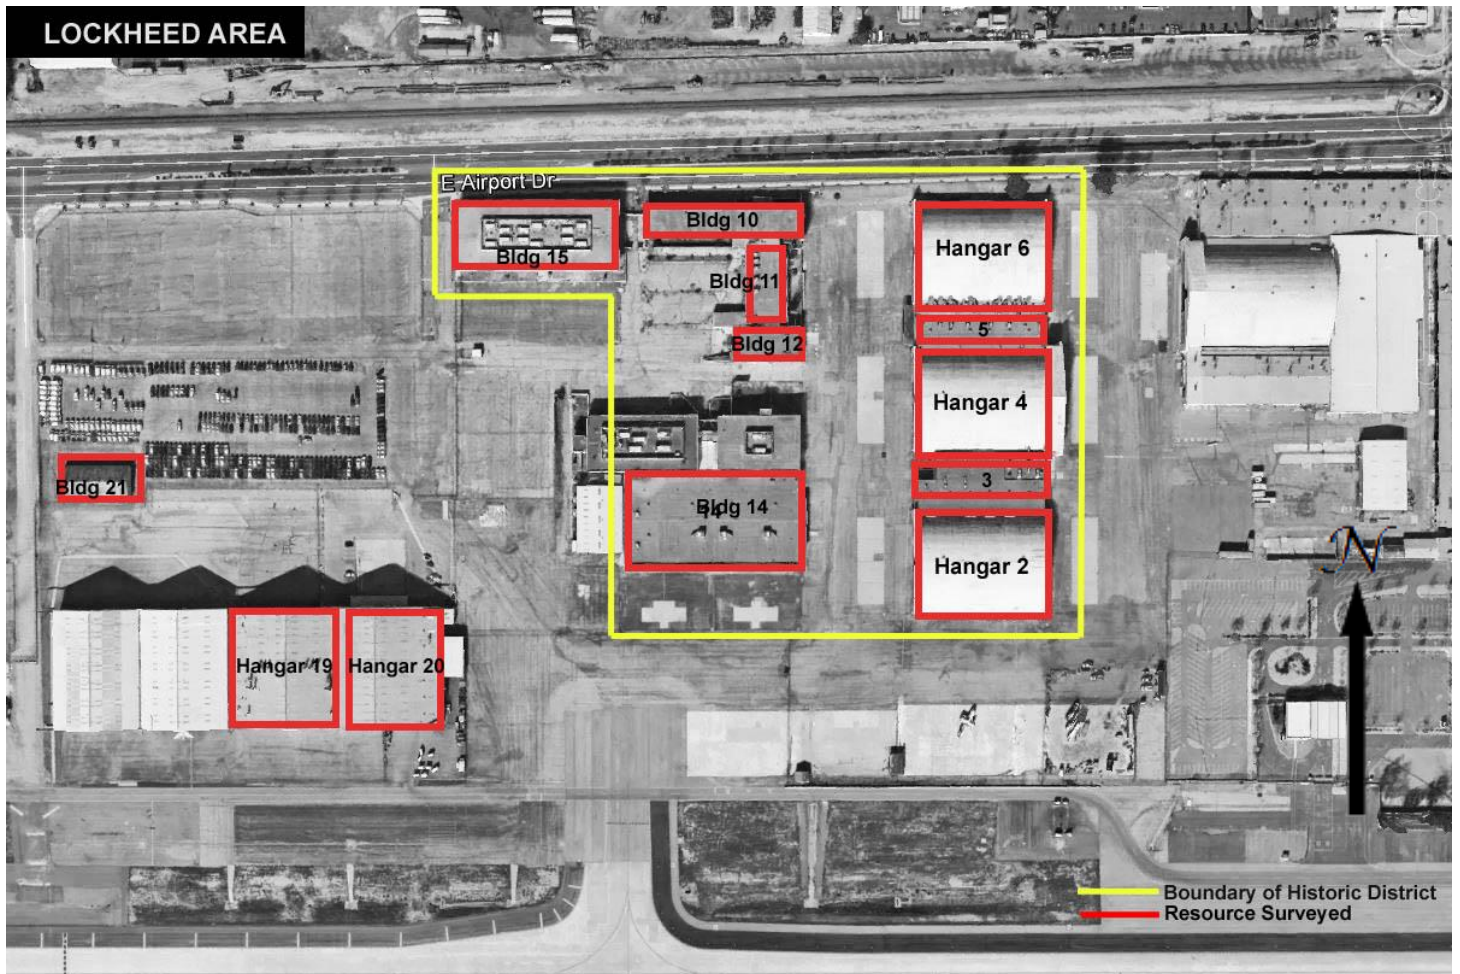 LOCKHEED AREA
E Airport Dr
Bldg 10
Hangar 6
Bldg 15
Bldg 11
5
Bldg 12
Hangar 4
3
Bldg 21
Bldg 14
14
Hangar 2
N
Hangar 19
Hangar 20
Boundary of Historic District
Resource Surveyed